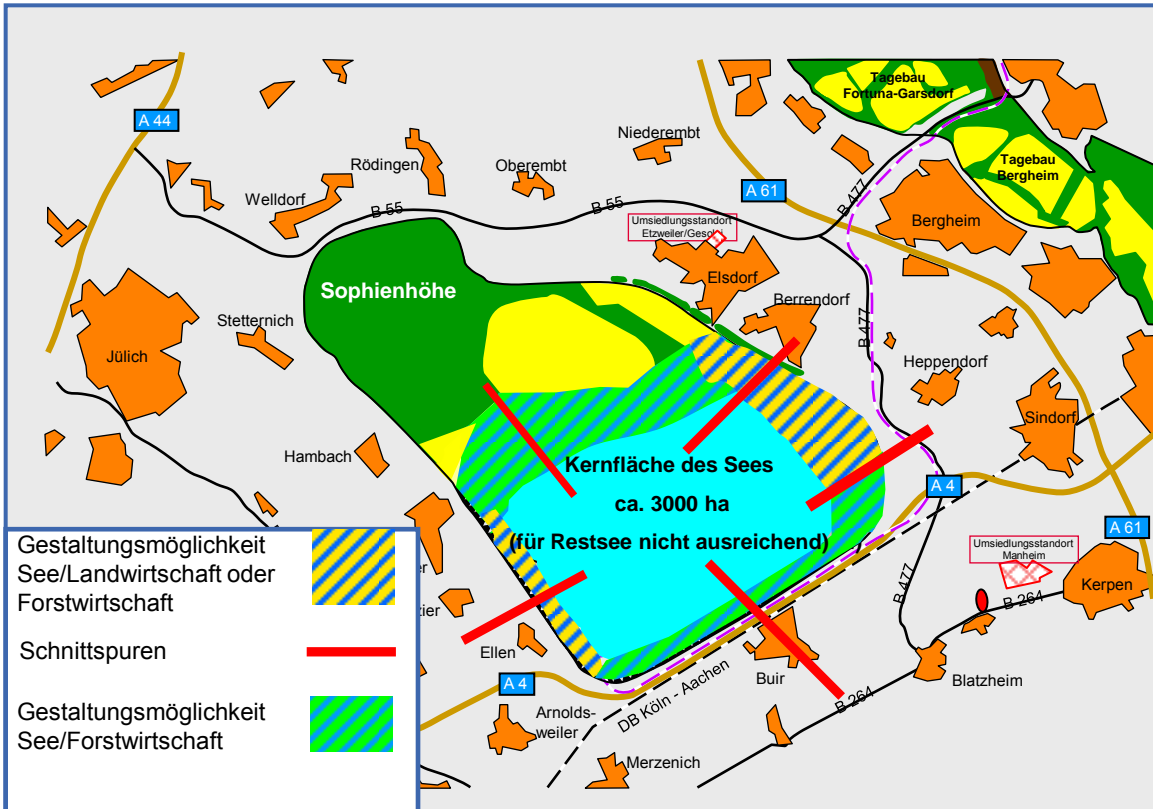 Tagebau
Fortuna-Garsdorf
A 44
Niederembt
Rödingen
Oberembt
Tagebau
Bergheim
Welldorf
A 61
B 477
B 55
B 55
Umsiedlungsstandort
Bergheim
Elsdorf
Sophienhöhe
Berrendorf
Stetternich
B 477
Jülich
Heppendorf
Sindorf
Hambach
Kernfläche des Sees
ca. 3000 ha
(für Restsee nicht ausreichend)
A 4
A 61
Umsiedlungsstandort
Manheim
Kerpen
B 477
B 264
Ellen
Buir
Blatzheim
A 4
DB Köln - Aachen
B 264
Arnolds-
weiler
Merzenich
Gestaltungsmöglichkeit
See/Landwirtschaft oder
Forstwirtschaft
Schnittspuren
Gestaltungsmöglichkeit
See/Forstwirtschaft